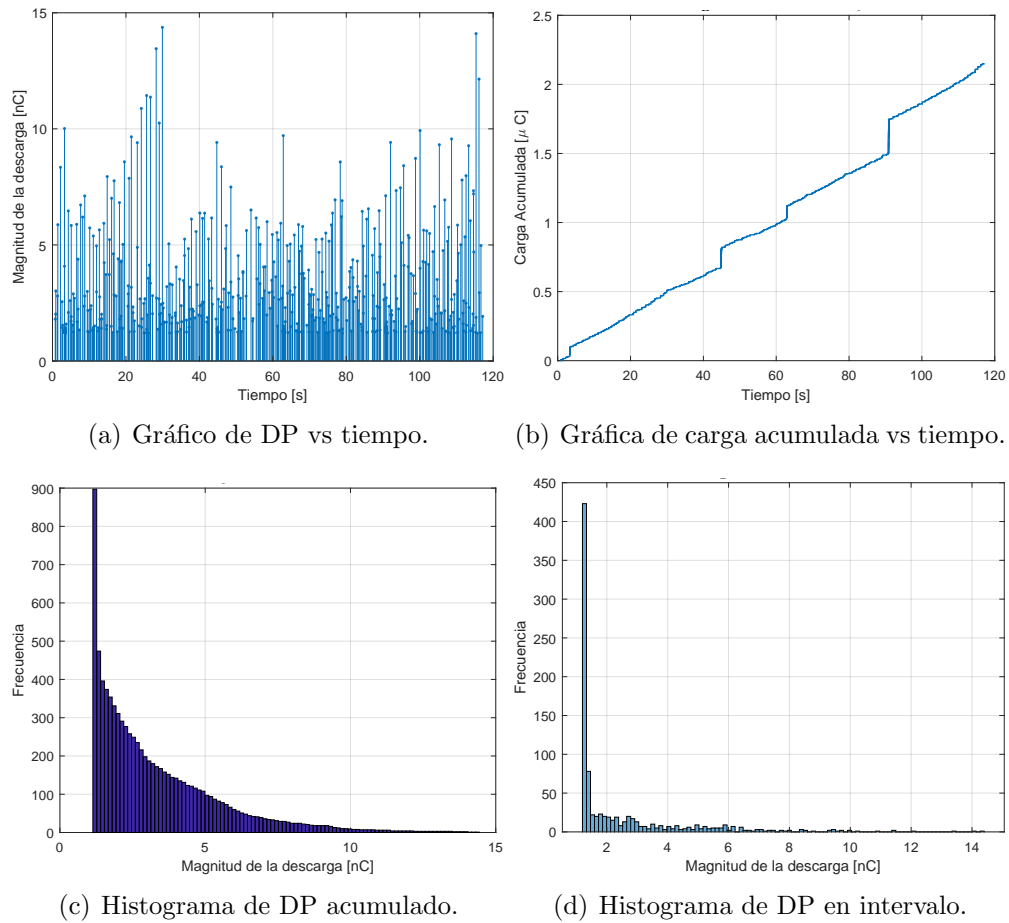 15
10
5
0
Magnitud de la descarga [nC]
0 20 40 60 80 100 120
Tiempo [s]
(a) Gráfico de DP vs tiempo.
2.5
2
1.5
1
0.5
0
Carga Acumulada [μ C]
0 20 40 60 80 100 120
Tiempo [s]
(b) Gráfica de carga acumulada vs tiempo.
900
800
700
600
500
400
300
200
100
0
Frecuencia
0 5 10 15
Magnitud de la descarga [nC]
(c) Histograma de DP acumulado.
450
400
350
300
250
200
150
100
50
0
Frecuencia
2 4 6 8 10 12 14
Magnitud de la descarga [nC]
(d) Histograma de DP en intervalo.